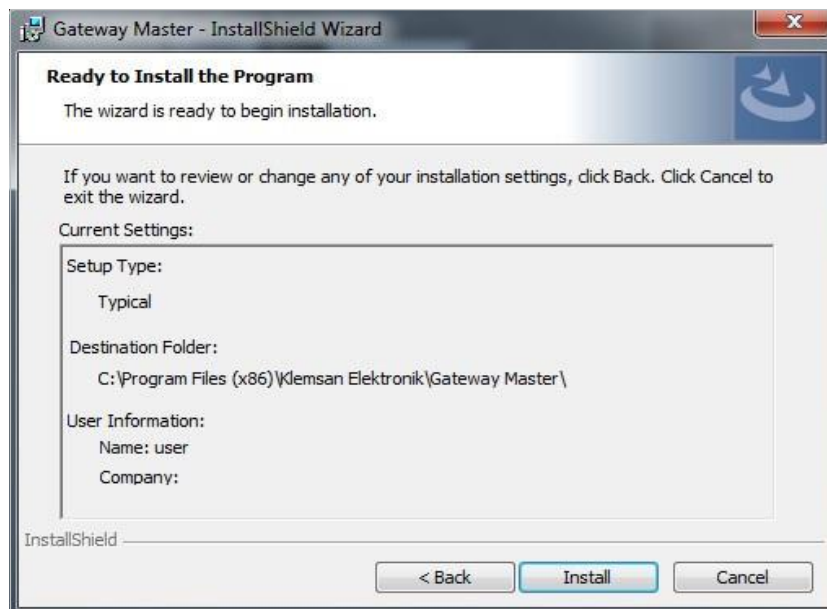 Gateway Master - InstallShield Wizard
Ready to Install the Program
The wizard is ready to begin installation.
If you want to review or change any of your installation settings, click Back. Click Cancel to
exit the wizard.
Current Settings:
Setup Type:
Typical
Destination Folder:
C:\Program Files (x86)\Klemsan Elektronik\Gateway Master\
User Information:
Name: user
Company:
InstallShield
< Back
Install
Cancel